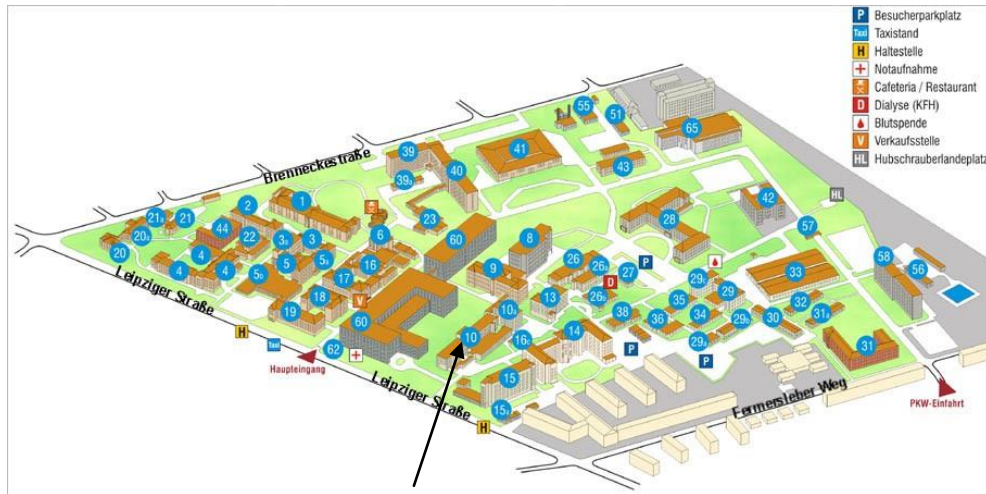 P Besucherparkplatz
Taxi Taxistand
H Haltestelle
Notaufnahme
Cafeteria / Restaurant
D Dialyse (KFH)
Blutspende
V Verkaufsstelle
HL Hubschrauberlandeplatz
55
51
65
41
43
39
40
39a
Brenneckestraße
42
HL
1
2
21a
21
20a
20
44
22
3a
3
4
4
4
5b
5
5a
6
16
17
18
19
V
23
60
60
8
9
28
57
58
56
26
26a
27
P
D
26b
29c
29
33
35
34
32
31a
30
29b
29a
36
38
13
10a
10
14
15
15a
62
31
P
P
H
Taxi
Haupteingang
Leipziger Straße
Leipziger Straße
H
Fermersleber Weg
PKW-Einfahrt